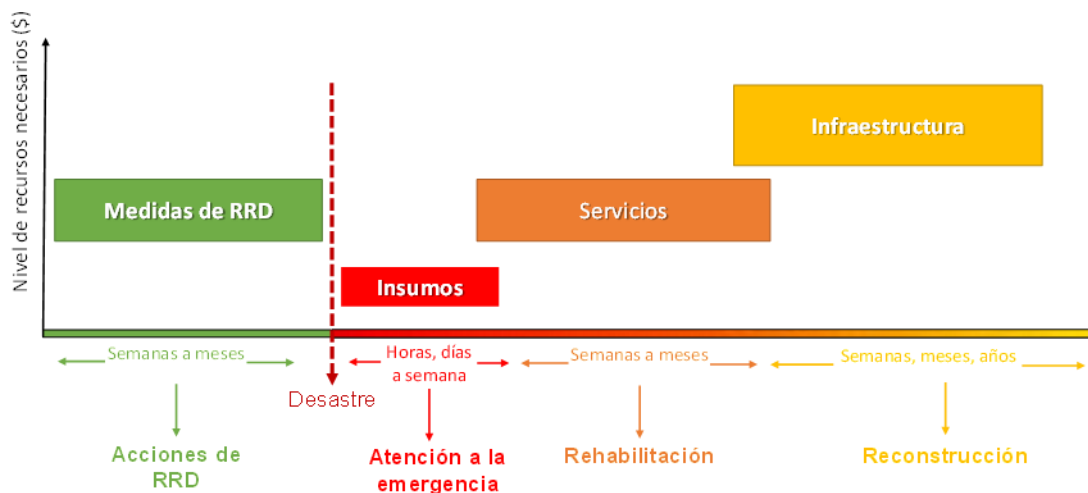 Nivel de recursos necesarios ($)
Infraestructura
Medidas de RRD
Servicios
Insumos
Semanas a meses
Horas, días
a semana
Semanas a meses
Semanas, meses, años
Desastre
Acciones de
RRD
Atención a la
emergencia
Rehabilitación
Reconstrucción